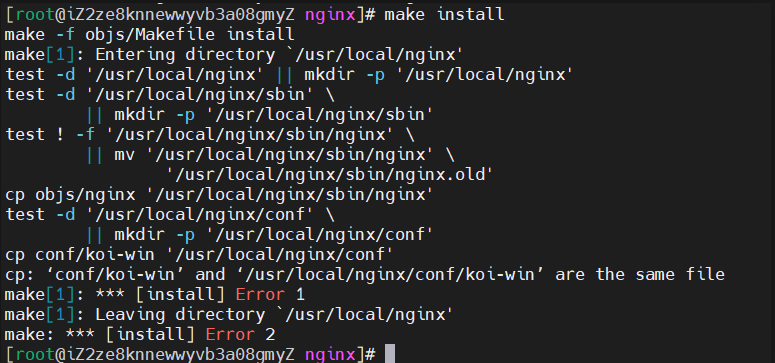 [root@iZ2ze8knnewwyvb3a08gmyZ nginx]# make install
make -f objs/Makefile install
make[1]: Entering directory `/usr/local/nginx'
test -d '/usr/local/nginx' || mkdir -p '/usr/local/nginx'
test -d '/usr/local/nginx/sbin' \
        || mkdir -p '/usr/local/nginx/sbin'
test ! -f '/usr/local/nginx/sbin/nginx' \
        || mv '/usr/local/nginx/sbin/nginx' \
                '/usr/local/nginx/sbin/nginx.old'
cp objs/nginx '/usr/local/nginx/sbin/nginx'
test -d '/usr/local/nginx/conf' \
        || mkdir -p '/usr/local/nginx/conf'
cp conf/koi-win '/usr/local/nginx/conf'
cp: ‘conf/koi-win’ and ‘/usr/local/nginx/conf/koi-win’ are the same file
make[1]: *** [install] Error 1
make[1]: Leaving directory `/usr/local/nginx'
make: *** [install] Error 2
[root@iZ2ze8knnewwyvb3a08gmyZ nginx]#